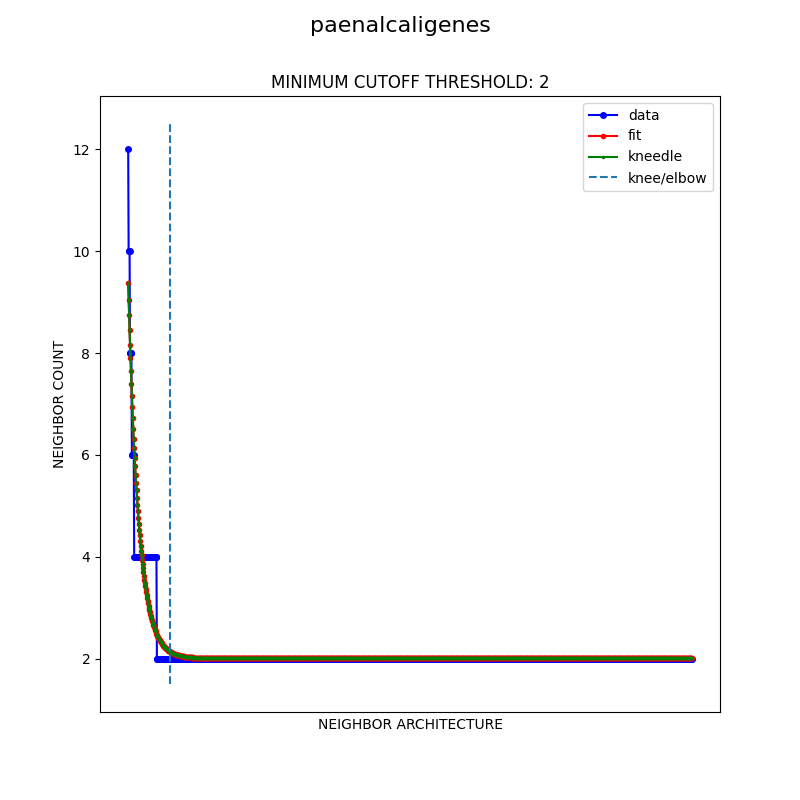 paenalcaligenes
MINIMUM CUTOFF THRESHOLD: 2
data
fit
kneedle
knee/elbow
12
10
8
6
4
2
NEIGHBOR COUNT
NEIGHBOR ARCHITECTURE